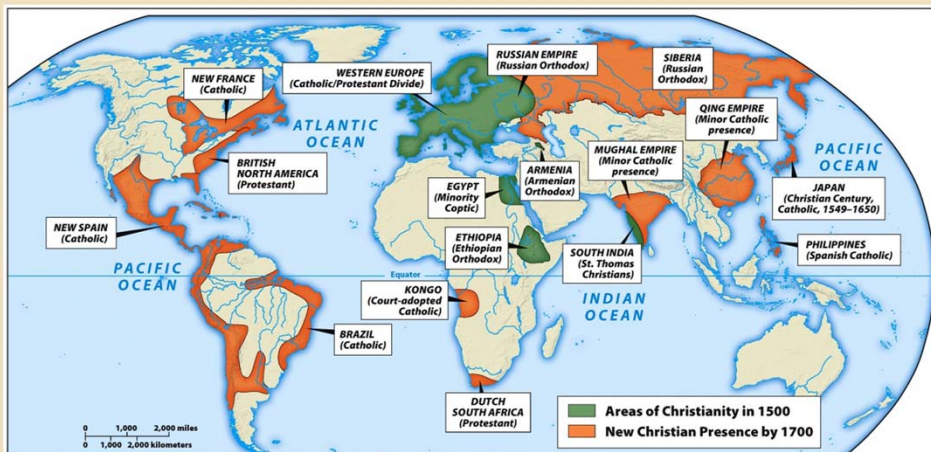 NEW FRANCE
(Catholic)
WESTERN EUROPE
(Catholic/Protestant Divide)
RUSSIAN EMPIRE
(Russian Orthodox)
SIBERIA
(Russian
Orthodox)
QING EMPIRE
(Minor Catholic
presence)
ATLANTIC
OCEAN
BRITISH
NORTH AMERICA
(Protestant)
MUGHAL EMPIRE
(Minor Catholic
presence)
ARMENIA
(Armenian
Orthodox)
PACIFIC
OCEAN
EGYPT
(Minority
Coptic)
JAPAN
(Christian Century,
Catholic, 1549–1650)
NEW SPAIN
(Catholic)
ETHIOPIA
(Ethiopian
Orthodox)
SOUTH INDIA
(St. Thomas
Christians)
PHILIPPINES
(Spanish Catholic)
PACIFIC
OCEAN
Equator
KONGO
(Court-adopted
Catholic)
INDIAN
OCEAN
BRAZIL
(Catholic)
DUTCH
SOUTH AFRICA
(Protestant)
Areas of Christianity in 1500
New Christian Presence by 1700
0 1,000 2,000 miles
0 1,000 2,000 kilometers